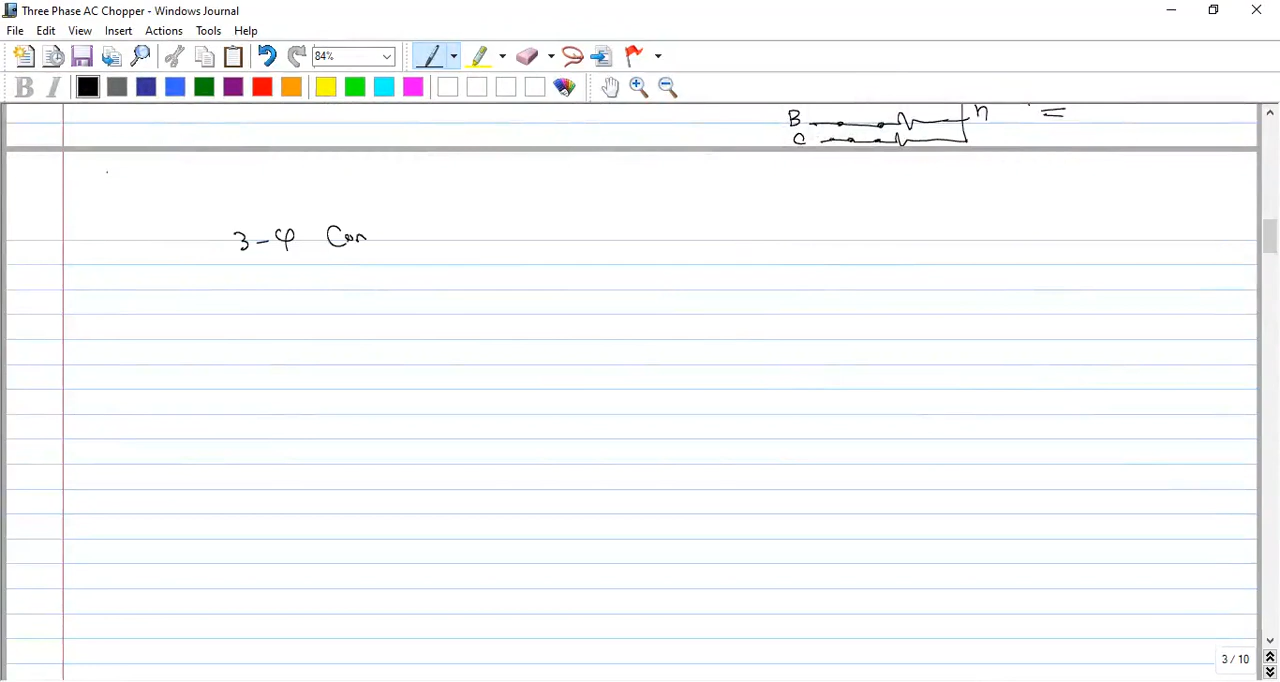 Three Phase AC Chopper - Windows Journal
File Edit View Insert Actions Tools Help
84%
B I
B n =
C
3-φ Con
3 / 10